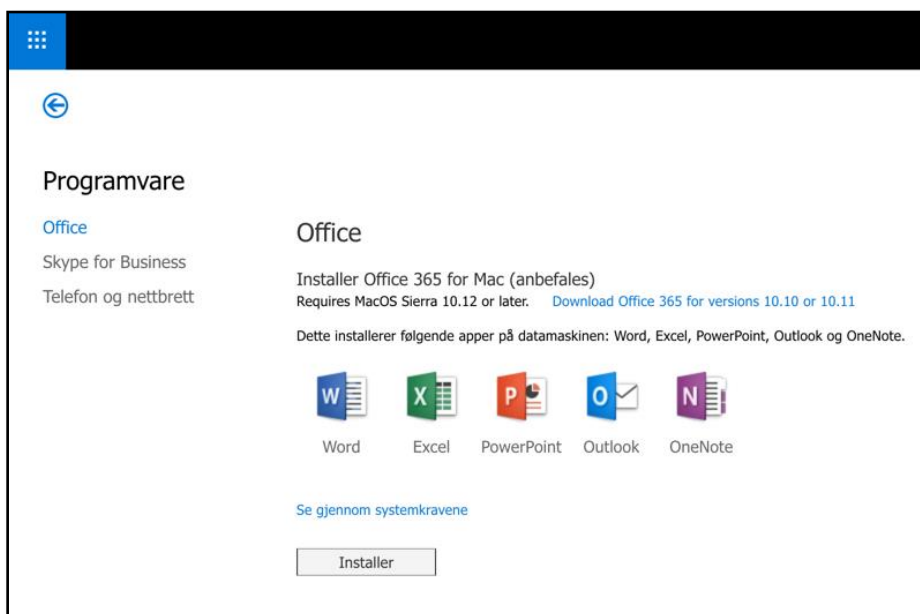 Programvare
Office
Skype for Business
Telefon og nettbrett
Office
Installer Office 365 for Mac (anbefales)
Requires MacOS Sierra 10.12 or later. Download Office 365 for versions 10.10 or 10.11
Dette installerer følgende apper på datamaskinen: Word, Excel, PowerPoint, Outlook og OneNote.
W X P O N
Word Excel PowerPoint Outlook OneNote
Se gjennom systemkravene
Installer